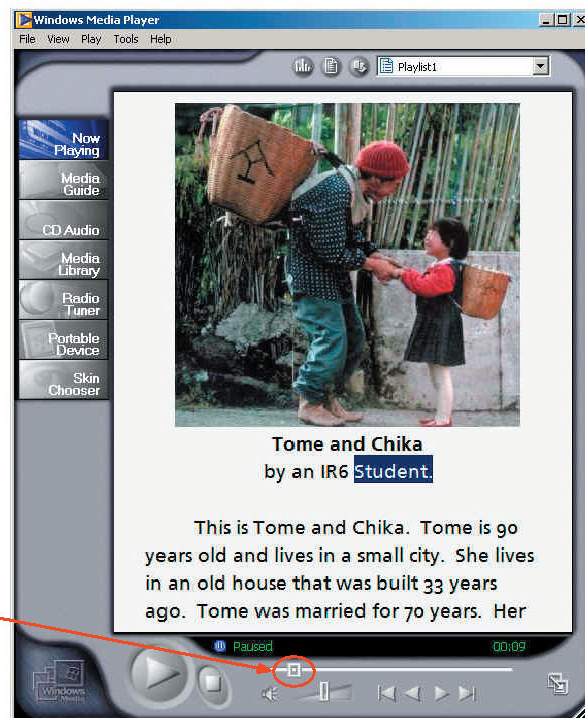 Windows Media Player
File View Play Tools Help
Playlist1
Now
Playing
Media
Guide
CD Audio
Media
Library
Radio
Tuner
Portable
Device
Skin
Chooser
Tome and Chika
by an IR6 Student.
This is Tome and Chika. Tome is 90
years old and lives in a small city. She lives
in an old house that was built 33 years
ago. Tome was married for 70 years. Her
Paused 00:09
Windows
Media